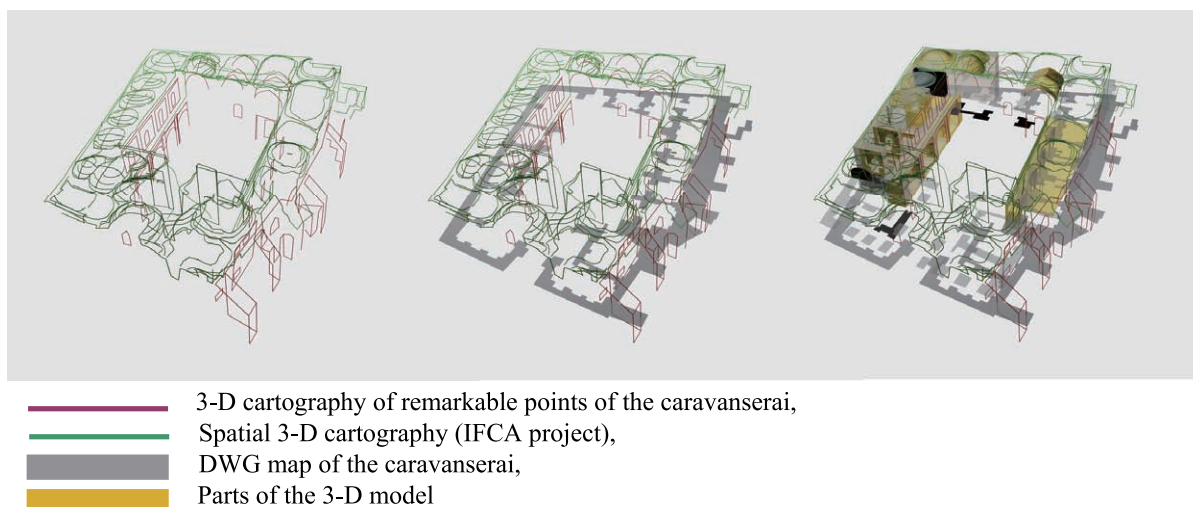 3-D cartography of remarkable points of the caravanserai,
Spatial 3-D cartography (IFCA project),
DWG map of the caravanserai,
Parts of the 3-D model